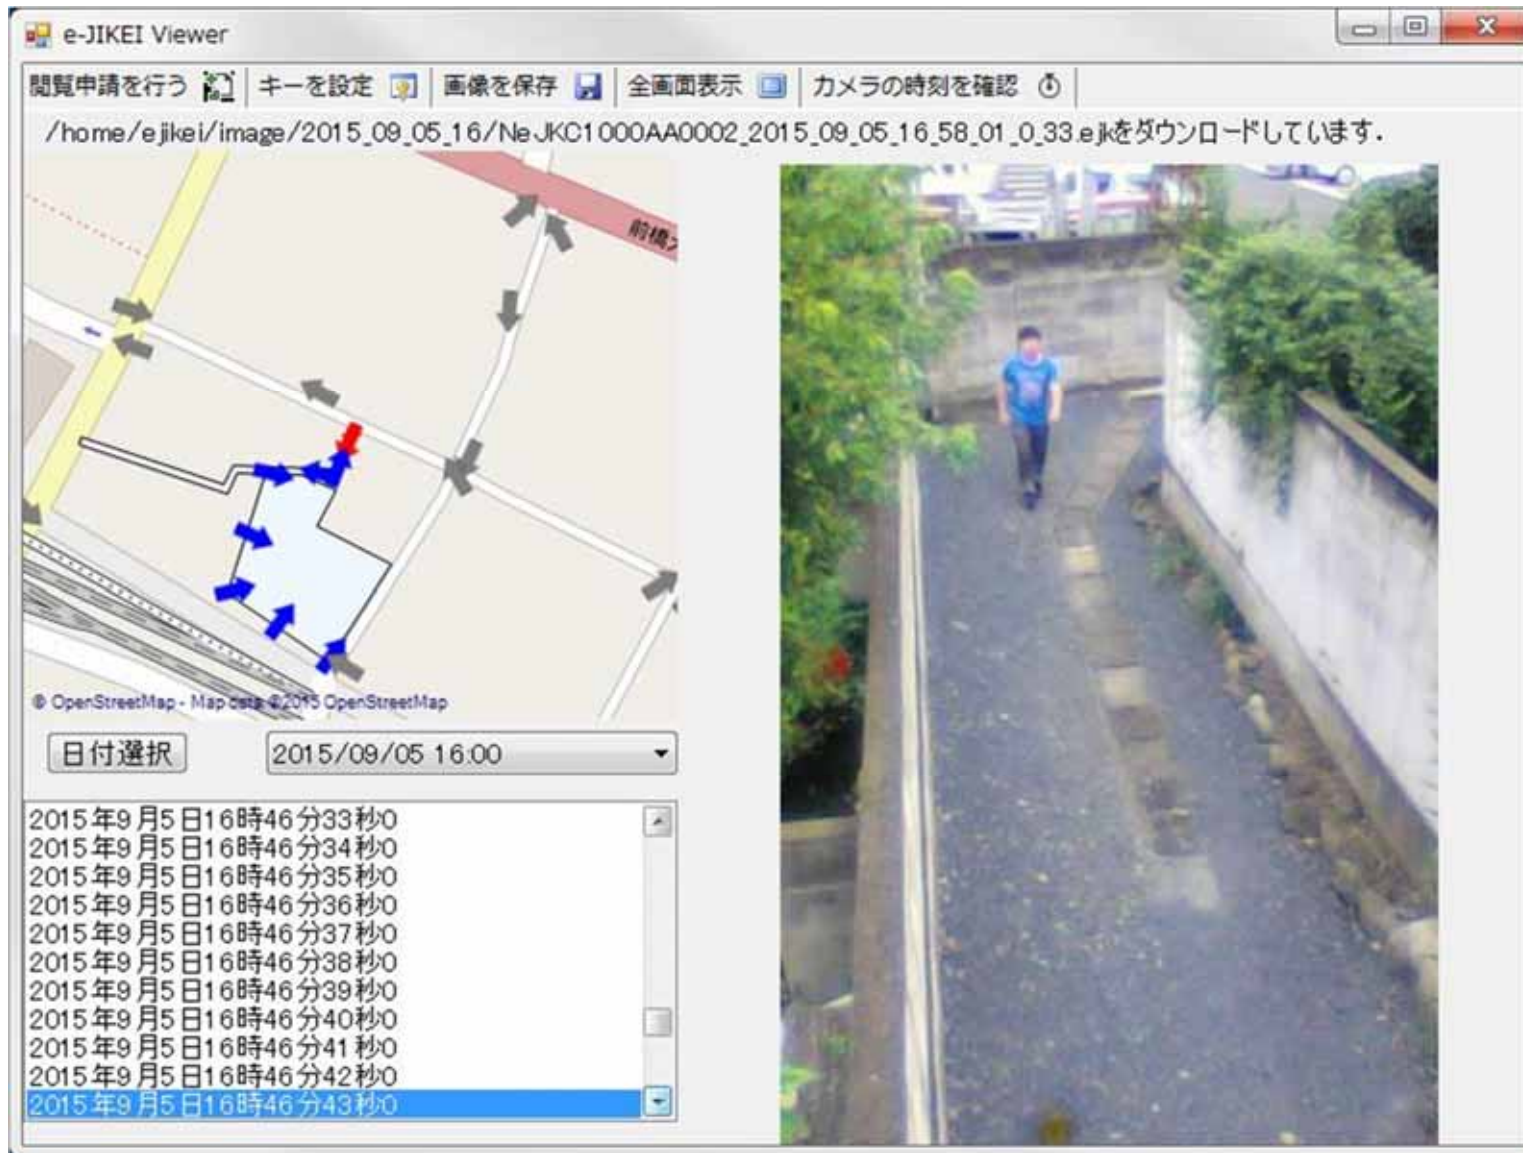 e-JIKEI Viewer
閲覧申請を行う キーを設定 画像を保存 全画面表示 カメラの時刻を確認
/home/ejikei/image/2015_09_05_16/NeJKC1000AA0002_2015_09_05_16_58_01_0_33.ejkをダウンロードしています.
前橋
© OpenStreetMap - Map data ©2015 OpenStreetMap
日付選択 2015/09/05 16:00
2015年9月5日16時46分33秒0
2015年9月5日16時46分34秒0
2015年9月5日16時46分35秒0
2015年9月5日16時46分36秒0
2015年9月5日16時46分37秒0
2015年9月5日16時46分38秒0
2015年9月5日16時46分39秒0
2015年9月5日16時46分40秒0
2015年9月5日16時46分41秒0
2015年9月5日16時46分42秒0
2015年9月5日16時46分43秒0